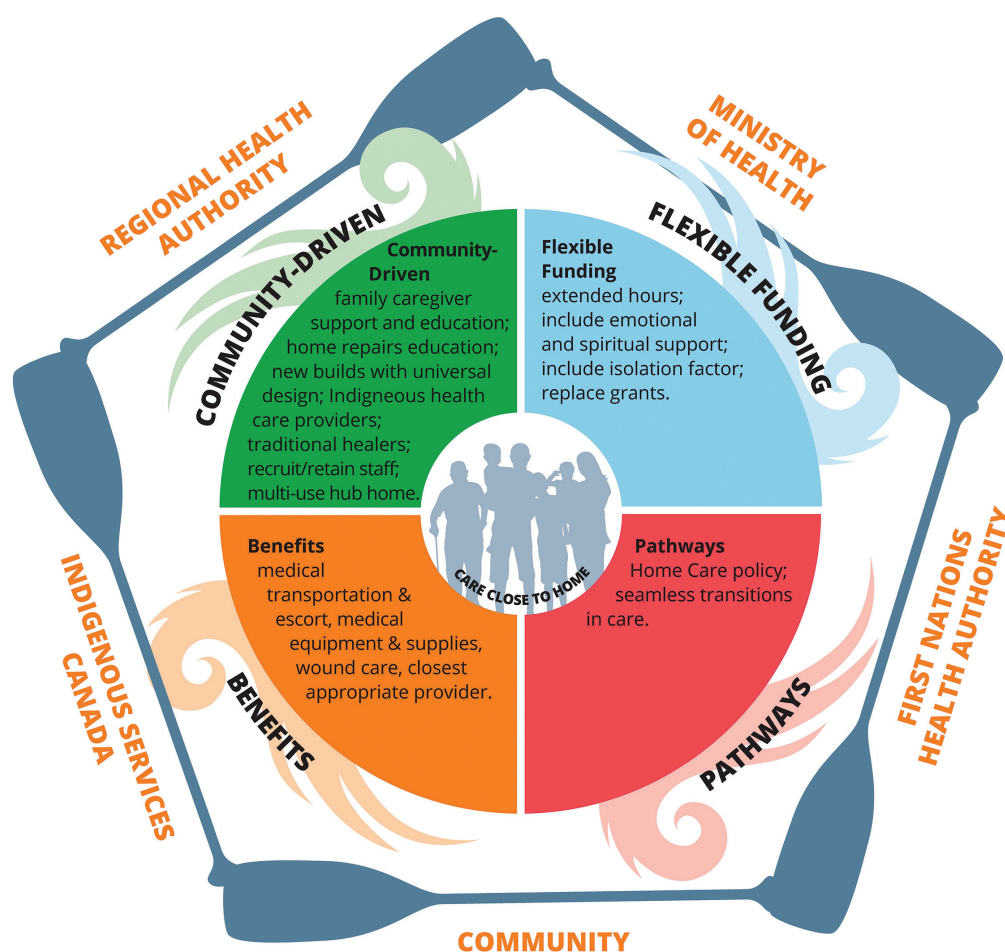 REGIONAL HEALTH
AUTHORITY
MINISTRY
OF HEALTH
COMMUNITY-DRIVEN
FLEXIBLE FUNDING
Community-
Driven
family caregiver
support and education;
home repairs education;
new builds with universal
design; Indigneous health
care providers;
traditional healers;
recruit/retain staff;
multi-use hub home.
Flexible
Funding
extended hours;
include emotional
and spiritual support;
include isolation factor;
replace grants.
CARE CLOSE TO HOME
Benefits
medical
transportation &
escort, medical
equipment & supplies,
wound care, closest
appropriate provider.
Pathways
Home Care policy;
seamless transitions
in care.
BENEFITS
PATHWAYS
INDIGENOUS SERVICES
CANADA
FIRST NATIONS
HEALTH AUTHORITY
COMMUNITY